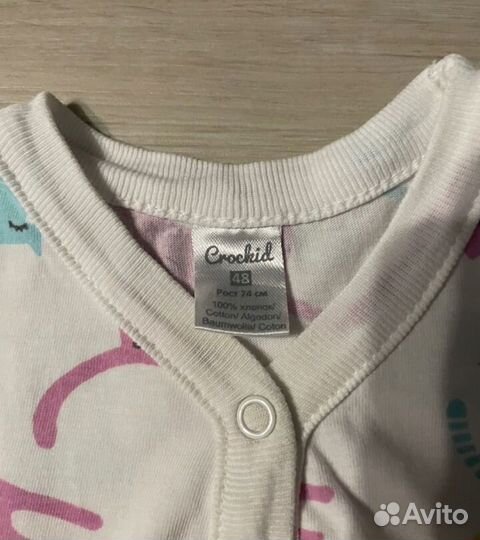 Crockid
48
Рост 74 см
100% хлопок/
Cotton/ Algodon/
Baumwolle/ Coton
Avito